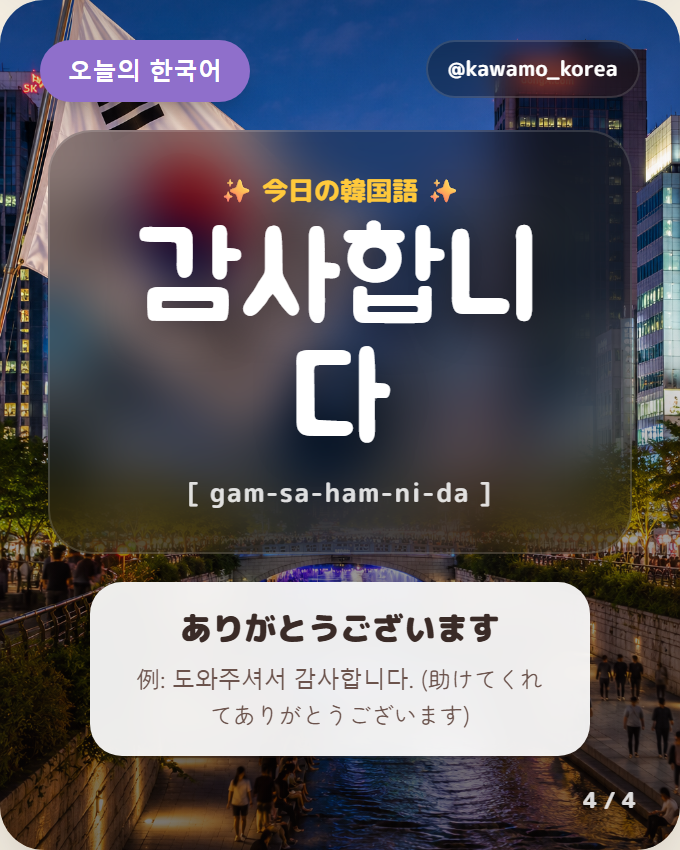 오늘의 한국어
@kawamo_korea
SK
✨ 今日の韓国語 ✨
감사합니
다
[ gam-sa-ham-ni-da ]
ありがとうございます
例: 도와주셔서 감사합니다. (助けてくれ
てありがとうございます)
4 / 4